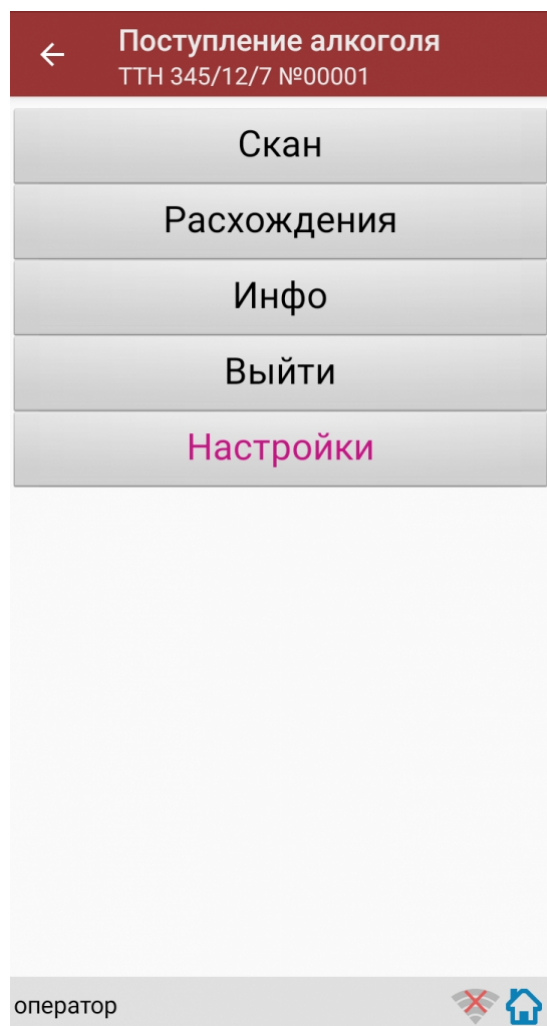 Поступление алкоголя
ТТН 345/12/7 №00001
Скан
Расхождения
Инфо
Выйти
Настройки
оператор